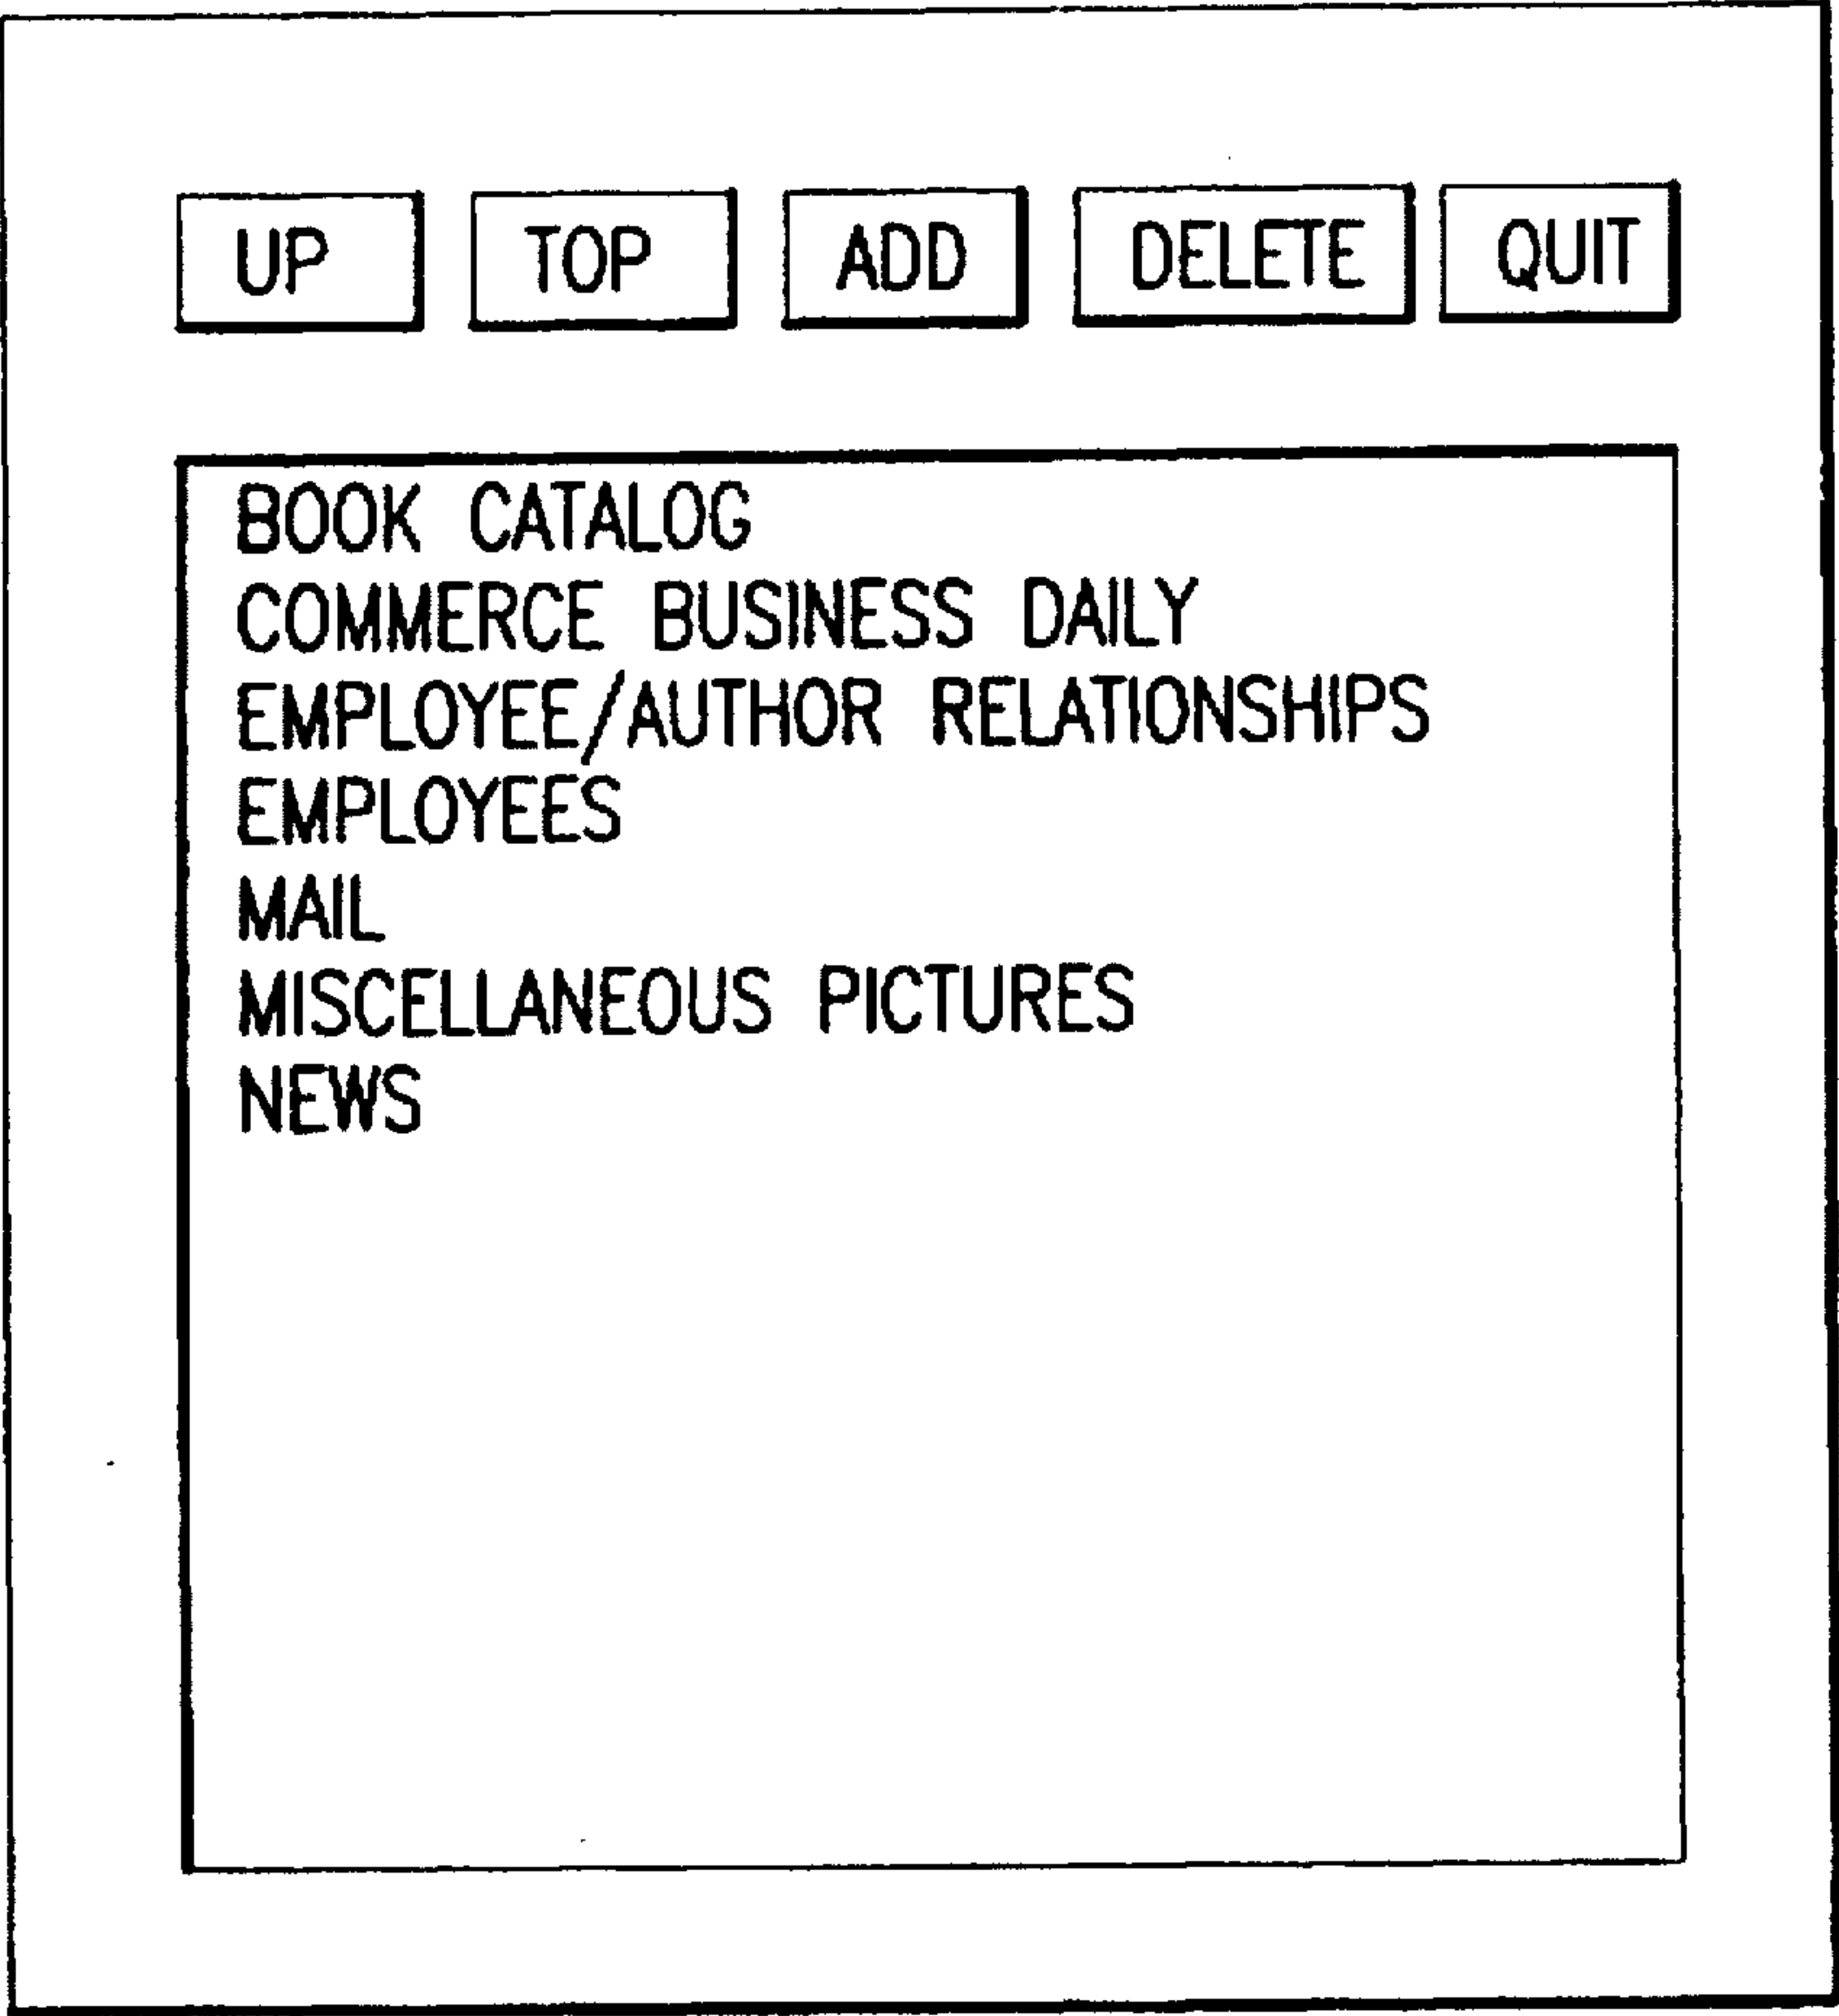 UP TOP ADD DELETE QUIT
BOOK CATALOG
COMMERCE BUSINESS DAILY
EMPLOYEE/AUTHOR RELATIONSHIPS
EMPLOYEES
MAIL
MISCELLANEOUS PICTURES
NEWS